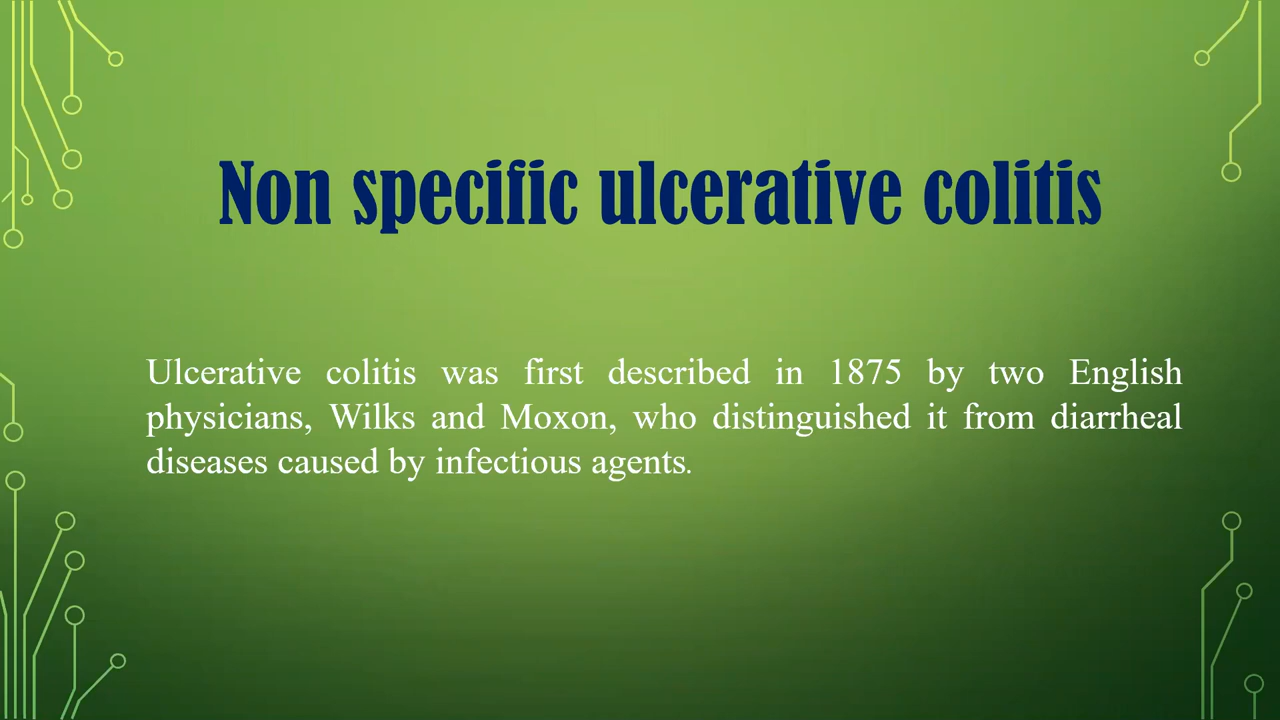 Non specific ulcerative colitis
Ulcerative colitis was first described in 1875 by two English
physicians, Wilks and Moxon, who distinguished it from diarrheal
diseases caused by infectious agents.